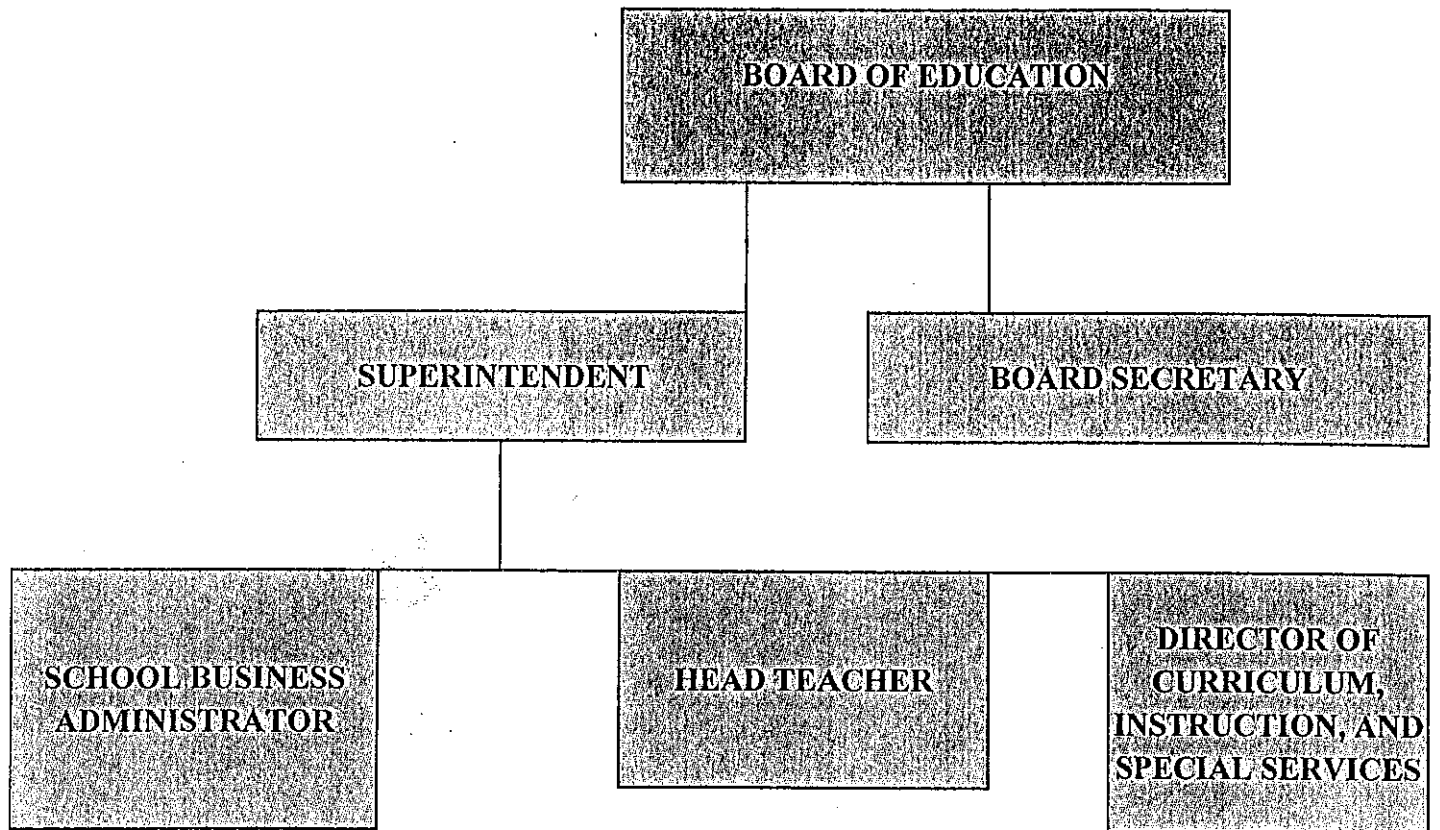 BOARD OF EDUCATION
SUPERINTENDENT
BOARD SECRETARY
SCHOOL BUSINESS
ADMINISTRATOR
HEAD TEACHER
DIRECTOR OF
CURRICULUM,
INSTRUCTION, AND
SPECIAL SERVICES